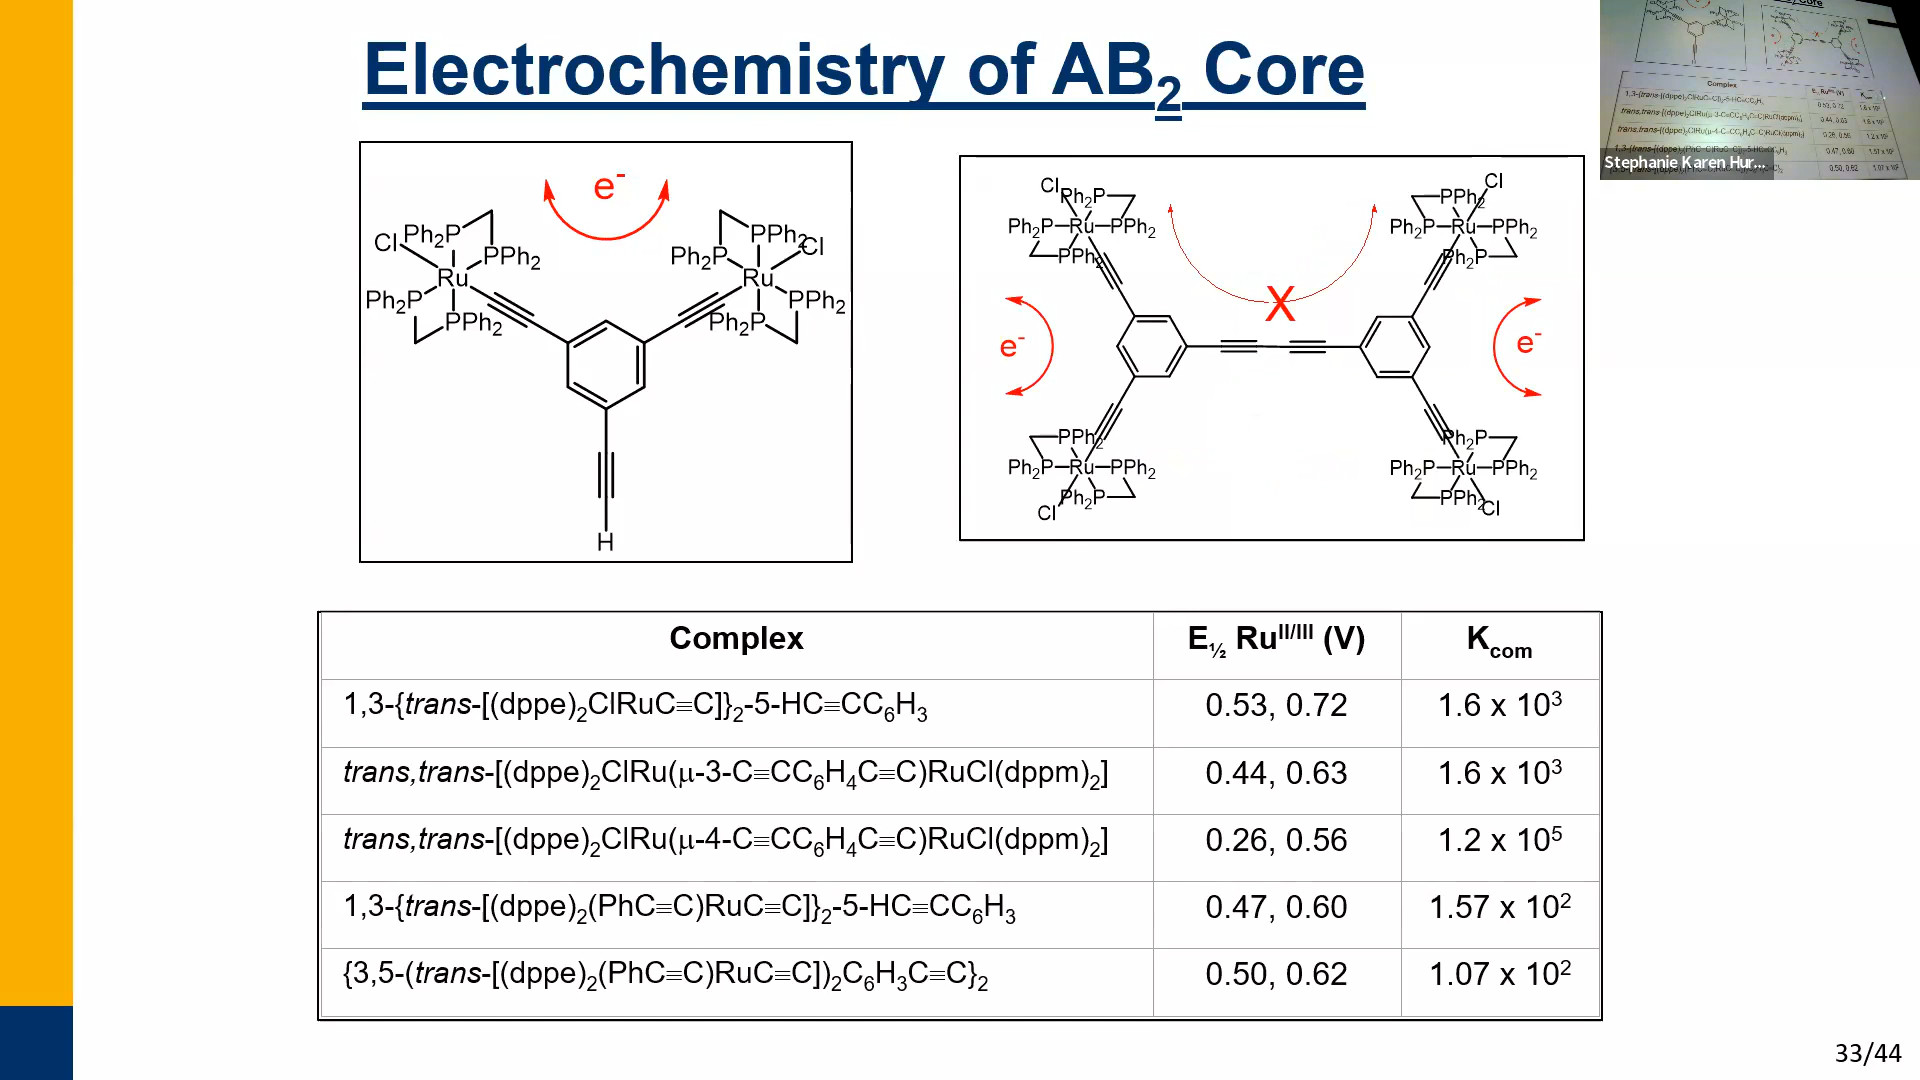 Electrochemistry of AB₂ Core
e⁻
Cl Ph₂P PPh₂
Ru
Ph₂P PPh₂
Ph₂P PPh₂ Cl
Ru
Ph₂P PPh₂
H
Cl Ph₂P
Ph₂P Ru PPh₂
PPh₂
PPh₂ Cl
Ph₂P Ru PPh₂
Ph₂P
X
e⁻
e⁻
PPh₂
Ph₂P Ru PPh₂
Cl Ph₂P
Ph₂P
Ph₂P Ru PPh₂
PPh₂ Cl
Complex E½ Ruᴵᴵ/ᴵᴵᴵ (V) Kcom
1,3-{trans-[(dppe)₂ClRuC≡C]}₂-5-HC≡CC₆H₃ 0.53, 0.72 1.6 x 10³
trans,trans-[(dppe)₂ClRu(μ-3-C≡CC₆H₄C≡C)RuCl(dppm)₂] 0.44, 0.63 1.6 x 10³
trans,trans-[(dppe)₂ClRu(μ-4-C≡CC₆H₄C≡C)RuCl(dppm)₂] 0.26, 0.56 1.2 x 10⁵
1,3-{trans-[(dppe)₂(PhC≡C)RuC≡C]}₂-5-HC≡CC₆H₃ 0.47, 0.60 1.57 x 10²
{3,5-(trans-[(dppe)₂(PhC≡C)RuC≡C])₂C₆H₃C≡C}₂ 0.50, 0.62 1.07 x 10²
33/44
Stephanie Karen Hur...